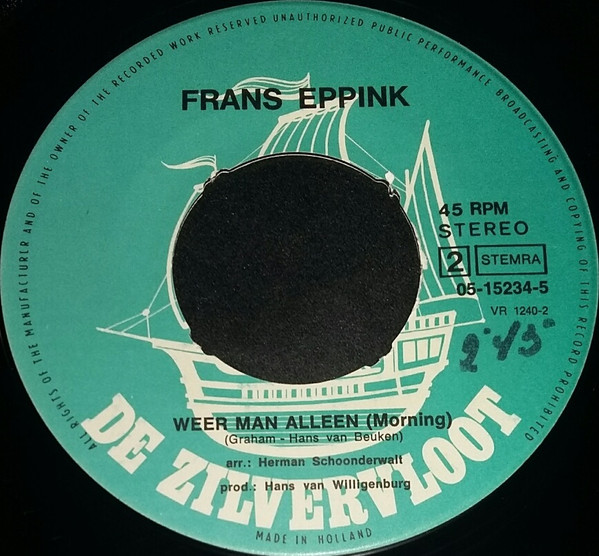 ALL RIGHTS OF THE MANUFACTURER AND OF THE OWNER OF THE RECORDED WORK RESERVED UNAUTHORIZED PUBLIC PERFORMANCE BROADCASTING AND COPYING OF THIS RECORD PROHIBITED
FRANS EPPINK
45 RPM
STEREO
2 STEMRA
05-15234-5
VR 1240-2
2'45"
WEER MAN ALLEEN (Morning)
(Graham - Hans van Beuken)
arr.: Herman Schoonderwalt
prod.: Hans van Willigenburg
DE ZILVERVLOOT
MADE IN HOLLAND